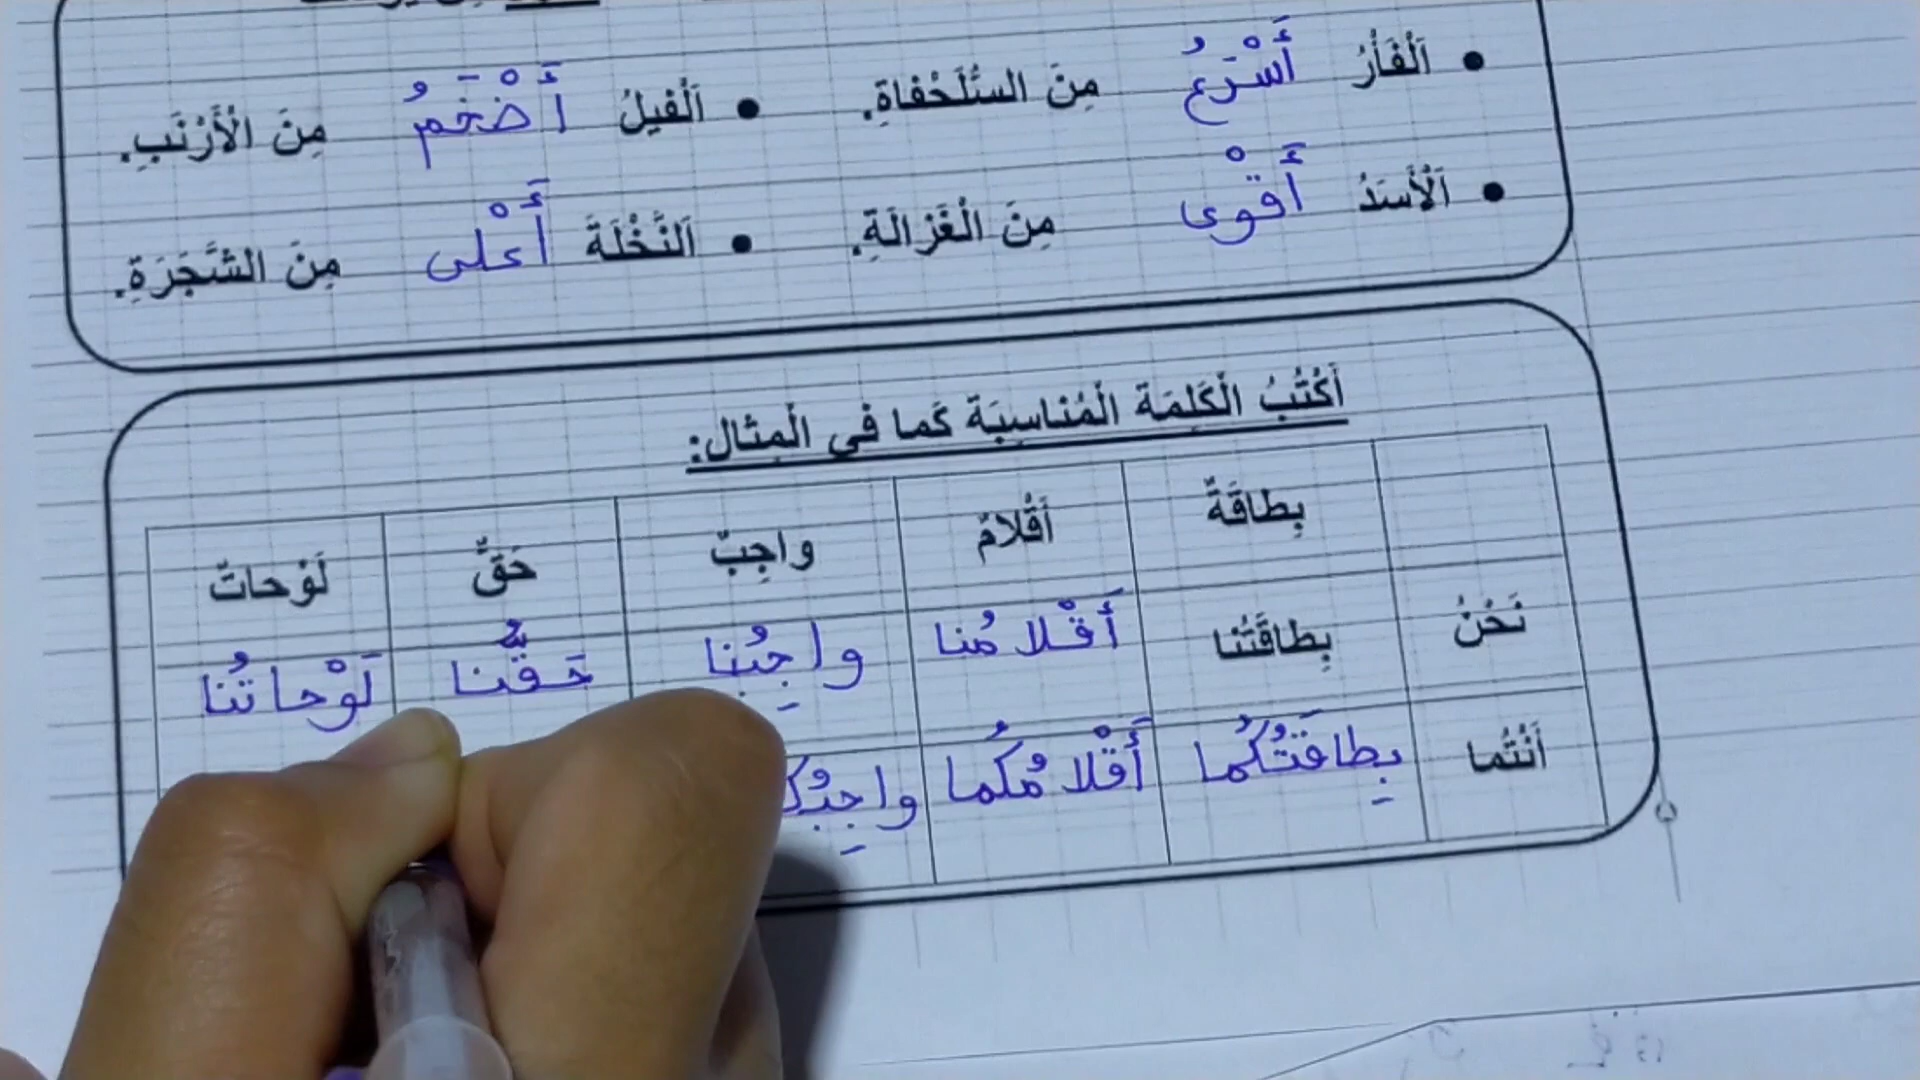 • اَلْفَأْرُ أَسْرَعُ مِنَ السُّلَحْفاةِ. • اَلْفيلُ أَضْخَمُ مِنَ الْأَرْنَبِ.
• اَلْأَسَدُ أَقْوى مِنَ الْغَزالَةِ. • اَلنَّخْلَةَ أَعْلى مِنَ الشَّجَرَةِ.
أَكْتُبُ الْكَلِمَة الْمُناسِبَة كَما في الْمِثال:
بِطاقَةٌ أَقْلامٌ واجِبٌ حَقٌّ لَوْحاتٌ
نَحْنُ بِطاقَتُنا أَقْلامُنا واجِبُنا حَقُّنا لَوْحاتُنا
أَنْتُما بِطاقَتُكُما أَقْلامُكُما